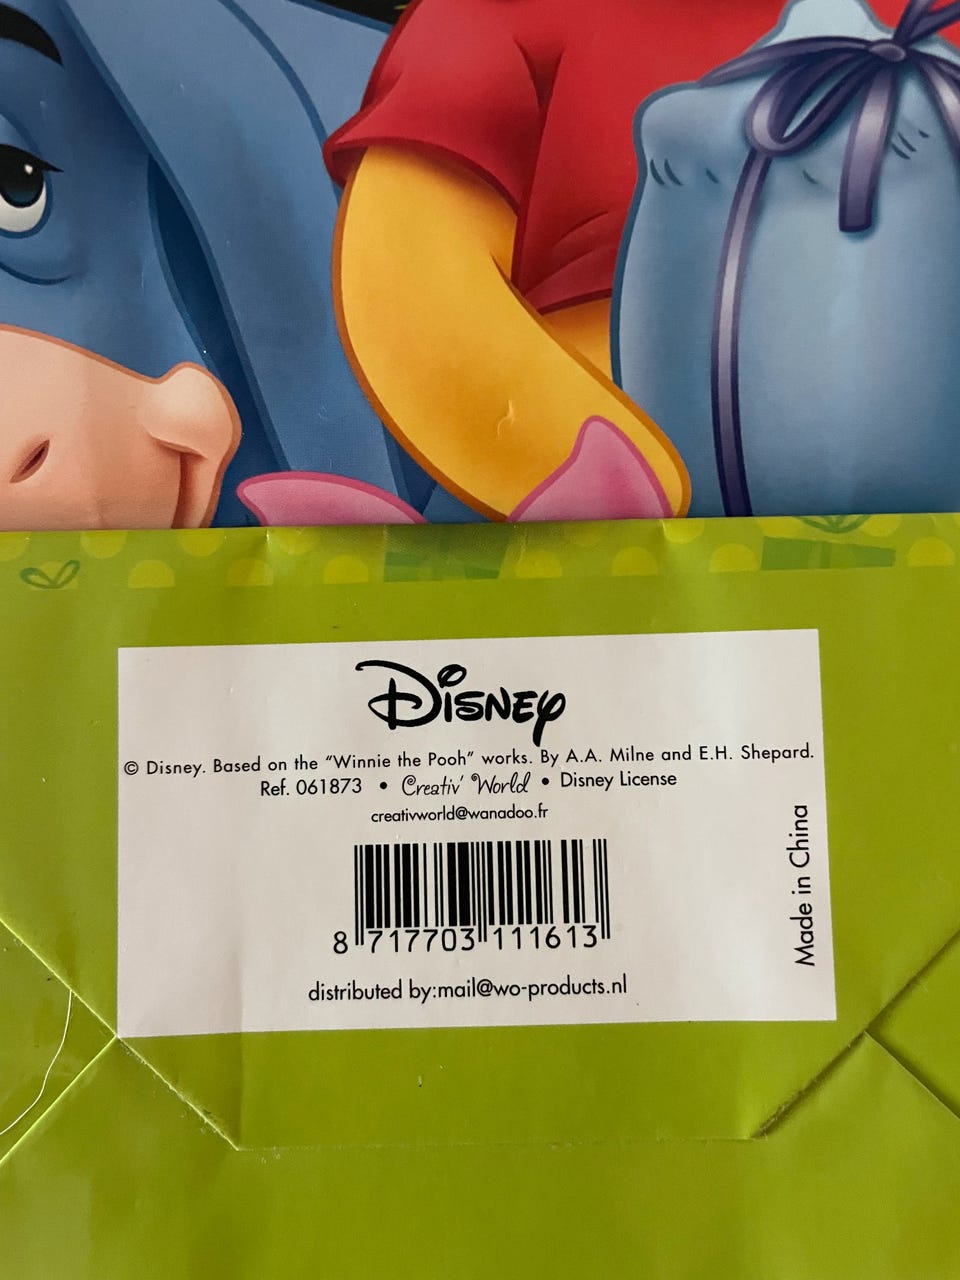 Disney
© Disney. Based on the “Winnie the Pooh” works. By A.A. Milne and E.H. Shepard.
Ref. 061873 • Creativ' World • Disney License
creativworld@wanadoo.fr
8 717703 111613
distributed by:mail@wo-products.nl
Made in China